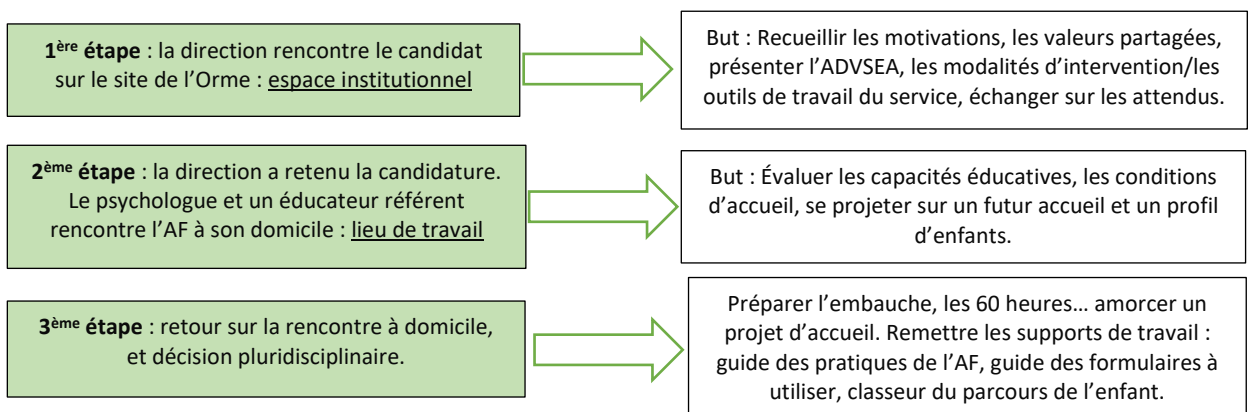 1ère étape : la direction rencontre le candidat
sur le site de l’Orme : espace institutionnel
But : Recueillir les motivations, les valeurs partagées,
présenter l’ADVSEA, les modalités d’intervention/les
outils de travail du service, échanger sur les attendus.
2ème étape : la direction a retenu la candidature.
Le psychologue et un éducateur référent
rencontre l’AF à son domicile : lieu de travail
But : Évaluer les capacités éducatives, les conditions
d’accueil, se projeter sur un futur accueil et un profil
d’enfants.
3ème étape : retour sur la rencontre à domicile,
et décision pluridisciplinaire.
Préparer l’embauche, les 60 heures… amorcer un
projet d’accueil. Remettre les supports de travail :
guide des pratiques de l’AF, guide des formulaires à
utiliser, classeur du parcours de l’enfant.